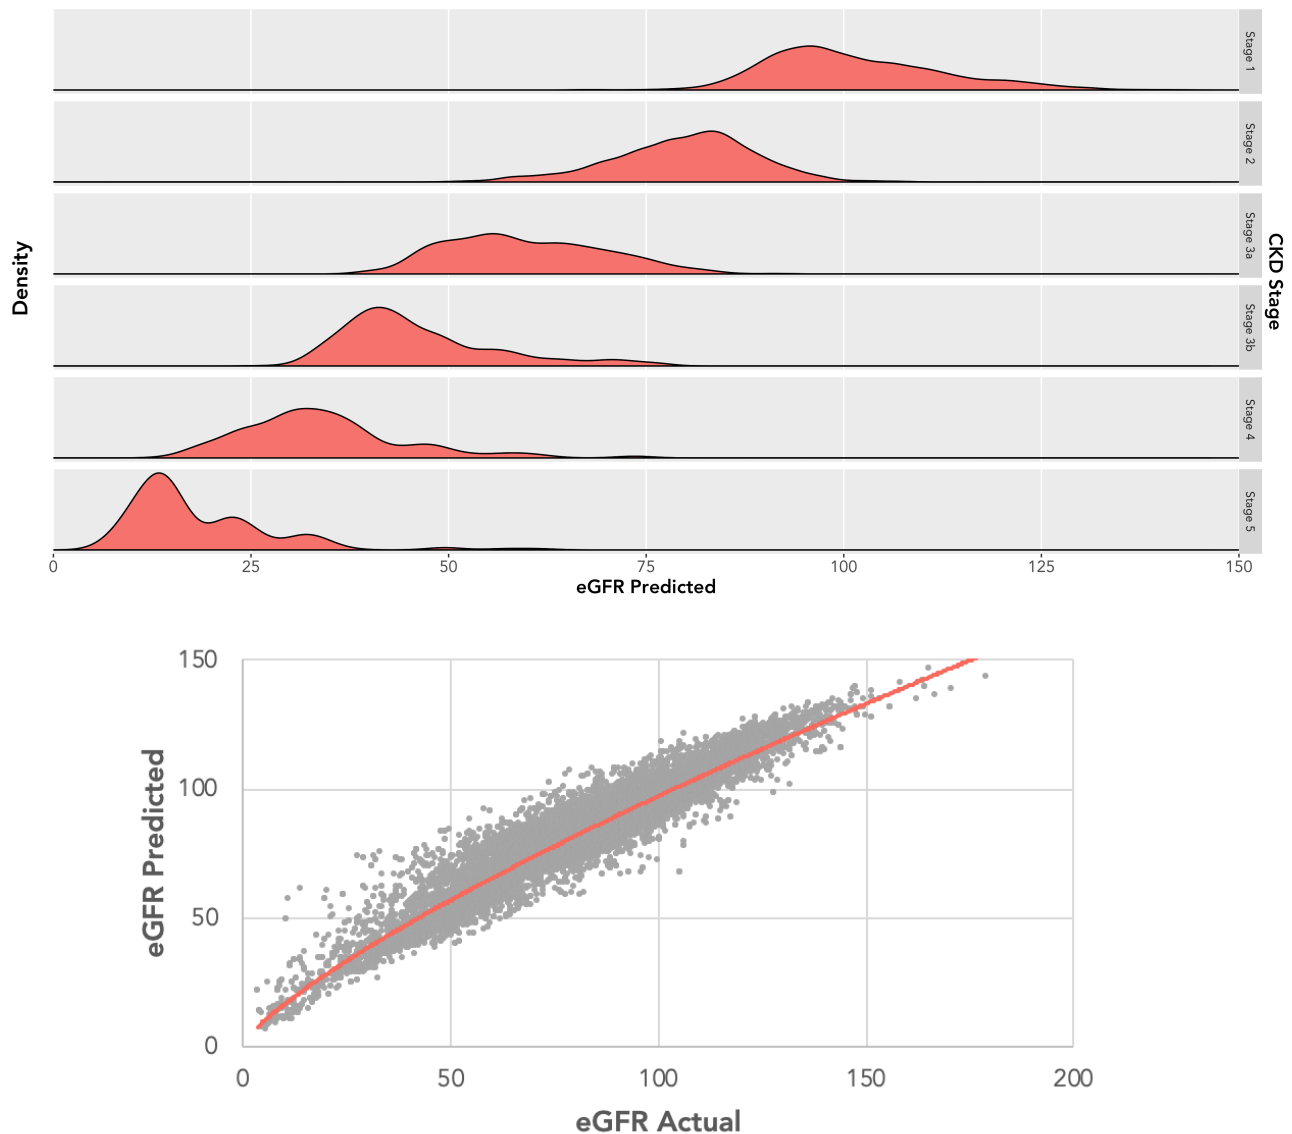 Stage 1
Stage 2
Stage 3a
Stage 3b
Stage 4
Stage 5
Density
CKD Stage
0 25 50 75 100 125 150
eGFR Predicted
150
100
50
0
eGFR Predicted
0 50 100 150 200
eGFR Actual